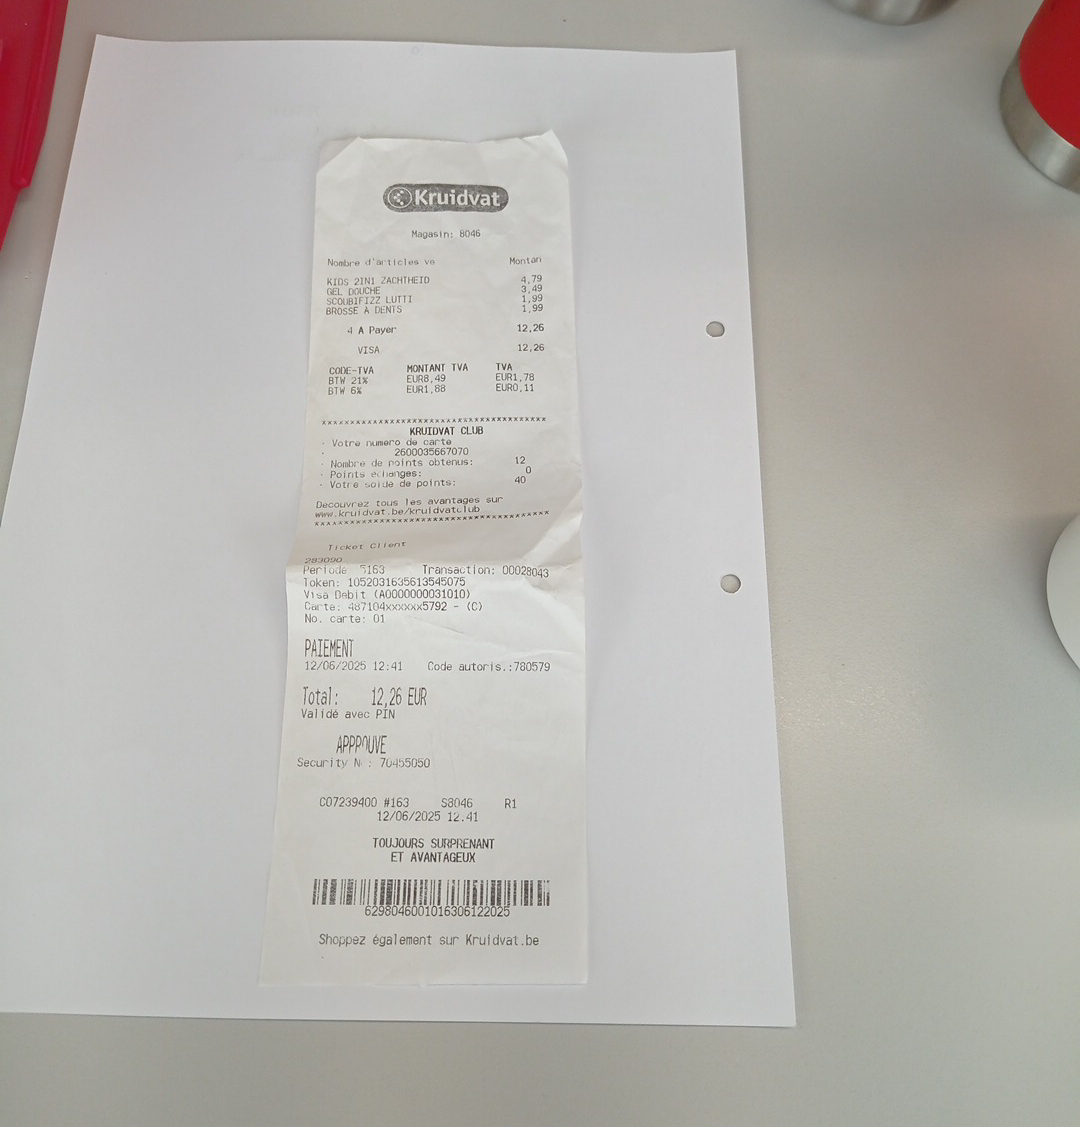 Kruidvat
Magasin: 8046
Nombre d'articles ve Montan
KIDS 2IN1 ZACHTHEID 4,79
GEL DOUCHE 3,49
SCOUBIFIZZ LUTTI 1,99
BROSSE A DENTS 1,99
4 A Payer 12,26
VISA 12,26
CODE-TVA MONTANT TVA TVA
BTW 21% EUR8,49 EUR1,78
BTW 6% EUR1,88 EUR0,11
****************************************
KRUIDVAT CLUB
- Votre numero de carte
2600035667070
- Nombre de points obtenus: 12
- Points echanges: 0
- Votre solde de points: 40
Decouvrez tous les avantages sur
www.kruidvat.be/kruidvatclub
****************************************
Ticket Client
283090
Periode 5163 Transaction: 00028043
Token: 1052031635613545075
Visa Debit (A0000000031010)
Carte: 487104xxxxxx5792 - (C)
No. carte: 01
PAIEMENT
12/06/2025 12:41 Code autoris.:780579
Total: 12,26 EUR
Validé avec PIN
APPPOUVE
Security N : 70455050
C07239400 #163 S8046 R1
12/06/2025 12.41
TOUJOURS SURPRENANT
ET AVANTAGEUX
6298046001016306122025
Shoppez également sur Kruidvat.be